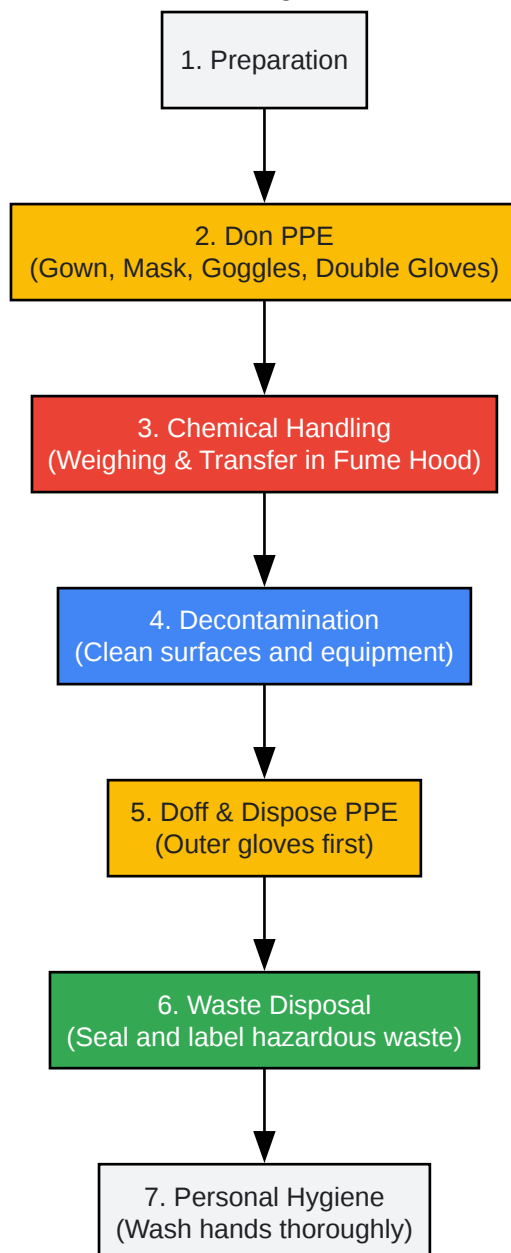 1. Preparation
2. Don PPE
(Gown, Mask, Goggles, Double Gloves)
3. Chemical Handling
(Weighing & Transfer in Fume Hood)
4. Decontamination
(Clean surfaces and equipment)
5. Doff & Dispose PPE
(Outer gloves first)
6. Waste Disposal
(Seal and label hazardous waste)
7. Personal Hygiene
(Wash hands thoroughly)